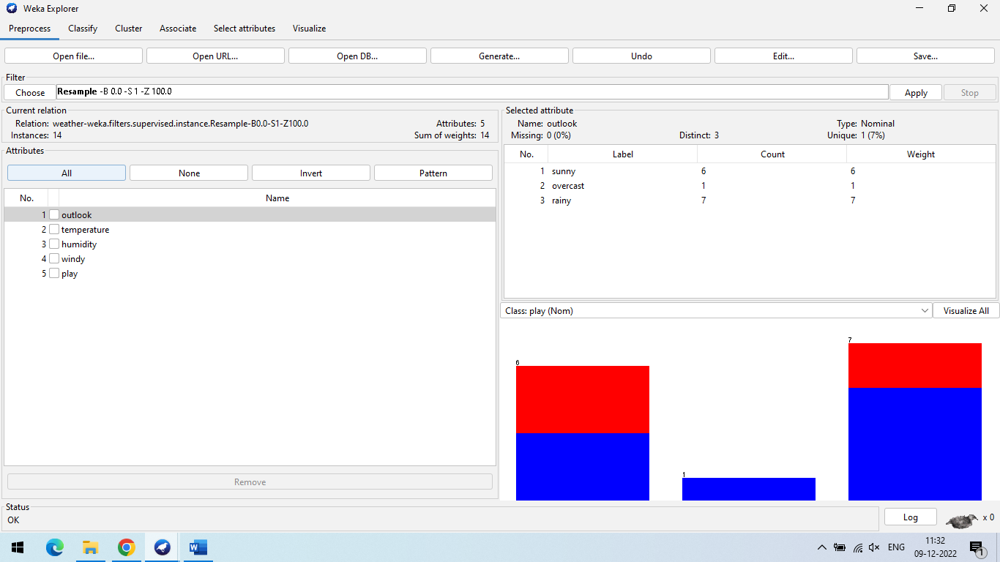 Weka Explorer
Preprocess Classify Cluster Associate Select attributes Visualize
Open file... Open URL... Open DB... Generate... Undo Edit... Save...
Filter
Choose Resample -B 0.0 -S 1 -Z 100.0 Apply Stop
Current relation
Relation: weather-weka.filters.supervised.instance.Resample-B0.0-S1-Z100.0 Attributes: 5
Instances: 14 Sum of weights: 14
Attributes
All None Invert Pattern
No. Name
1 outlook
2 temperature
3 humidity
4 windy
5 play
Remove
Selected attribute
Name: outlook Type: Nominal
Missing: 0 (0%) Distinct: 3 Unique: 1 (7%)
No. Label Count Weight
1 sunny 6 6
2 overcast 1 1
3 rainy 7 7
Class: play (Nom) Visualize All
6
1
7
Status
OK
Log x 0
W ENG 11:32
09-12-2022
1